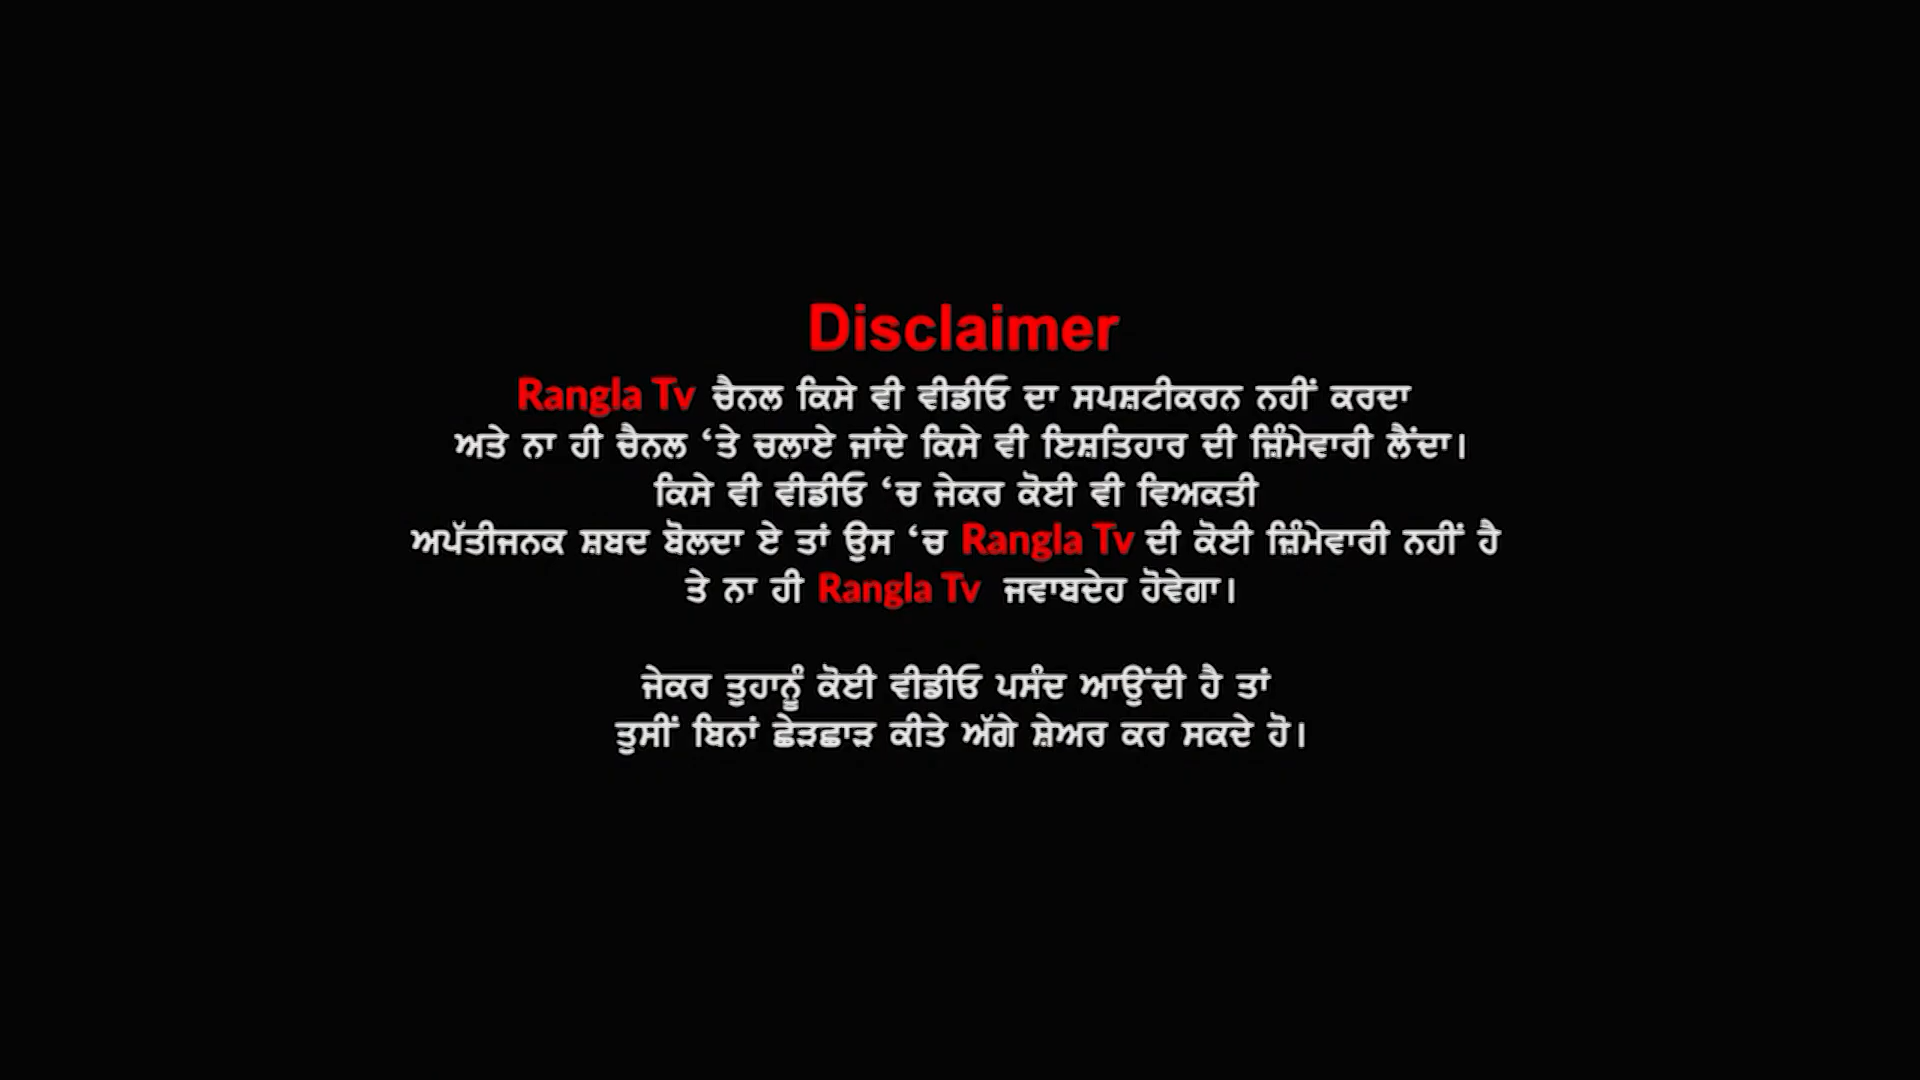 Disclaimer
Rangla Tv ਚੈਨਲ ਕਿਸੇ ਵੀ ਵੀਡੀਓ ਦਾ ਸਪਸ਼ਟੀਕਰਨ ਨਹੀਂ ਕਰਦਾ
ਅਤੇ ਨਾ ਹੀ ਚੈਨਲ ‘ਤੇ ਚਲਾਏ ਜਾਂਦੇ ਕਿਸੇ ਵੀ ਇਸ਼ਤਿਹਾਰ ਦੀ ਜ਼ਿੰਮੇਵਾਰੀ ਲੈਂਦਾ।
ਕਿਸੇ ਵੀ ਵੀਡੀਓ ‘ਚ ਜੇਕਰ ਕੋਈ ਵੀ ਵਿਅਕਤੀ
ਅਪੱਤੀਜਨਕ ਸ਼ਬਦ ਬੋਲਦਾ ਏ ਤਾਂ ਉਸ ‘ਚ Rangla Tv ਦੀ ਕੋਈ ਜ਼ਿੰਮੇਵਾਰੀ ਨਹੀਂ ਹੈ
ਤੇ ਨਾ ਹੀ Rangla Tv ਜਵਾਬਦੇਹ ਹੋਵੇਗਾ।
ਜੇਕਰ ਤੁਹਾਨੂੰ ਕੋਈ ਵੀਡੀਓ ਪਸੰਦ ਆਉਂਦੀ ਹੈ ਤਾਂ
ਤੁਸੀਂ ਬਿਨਾਂ ਛੇੜਛਾੜ ਕੀਤੇ ਅੱਗੇ ਸ਼ੇਅਰ ਕਰ ਸਕਦੇ ਹੋ।